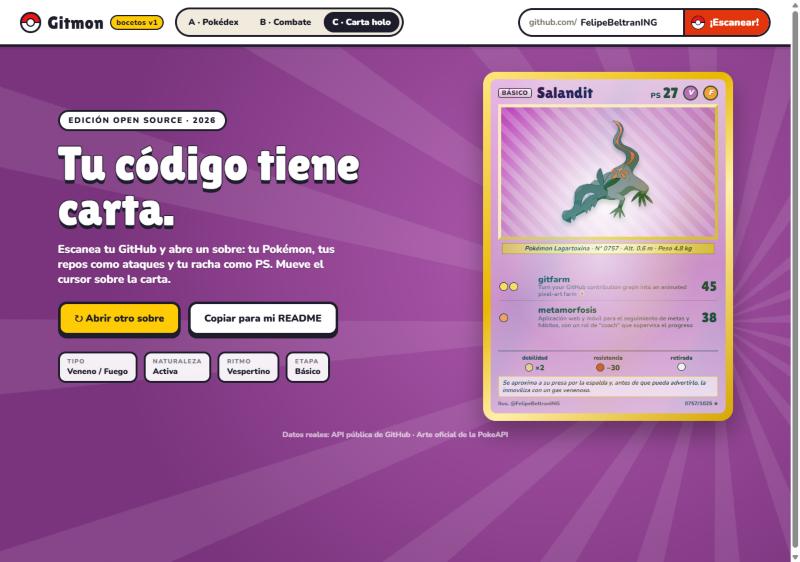 Gitmon
bocetos v1
A · Pokédex
B · Combate
C · Carta holo
github.com/ FelipeBeltranING
¡Escanear!
EDICIÓN OPEN SOURCE · 2026
Tu código tiene
carta.
Escanea tu GitHub y abre un sobre: tu Pokémon, tus
repos como ataques y tu racha como PS. Mueve el
cursor sobre la carta.
↻ Abrir otro sobre
Copiar para mi README
TIPO
Veneno / Fuego
NATURALEZA
Activa
RITMO
Vespertino
ETAPA
Básico
BÁSICO
Salandit
PS 27
V
F
Pokémon Lagartoxina · N° 0757 · Alt. 0.6 m · Peso 4.8 kg
gitfarm
45
Turn your GitHub contribution graph into an animated
pixel-art farm
metamorfosis
38
Aplicación web y móvil para el seguimiento de metas y
hábitos, con un rol de "coach" que supervisa el progreso
debilidad
×2
resistencia
−30
retirada
Se aproxima a su presa por la espalda y, antes de que pueda advertirlo, la
inmoviliza con un gas venenoso.
Ilus. @FelipeBeltranING
0757/1025 ★
Datos reales: API pública de GitHub · Arte oficial de la PokeAPI